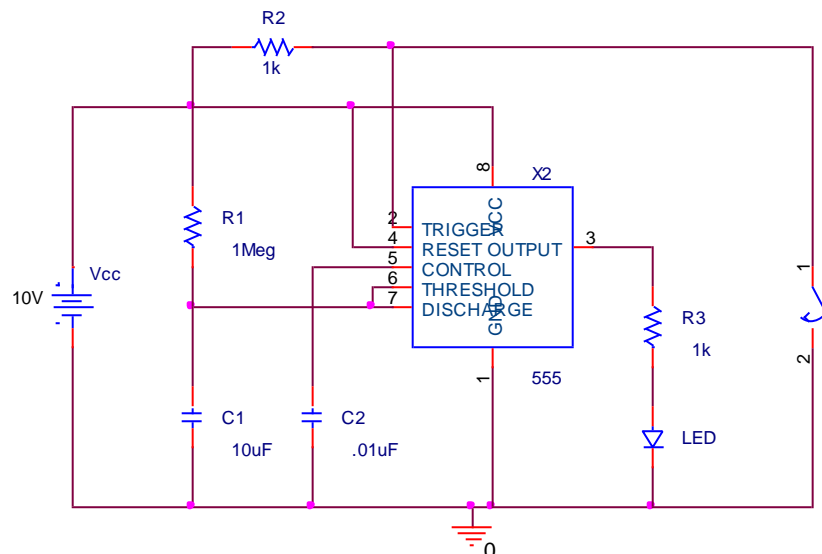 R2
1k
8
X2
VCC
2
TRIGGER
4
RESET
OUTPUT
3
5
CONTROL
6
THRESHOLD
7
DISCHARGE
GND
1
555
R1
1Meg
Vcc
10V
1
2
R3
1k
C1
10uF
C2
.01uF
LED
0